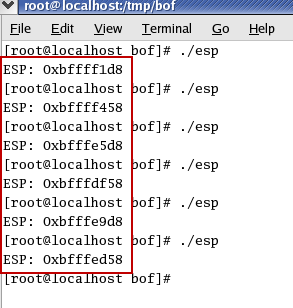 root@localhost:/tmp/bof
File Edit View Terminal Go Help
[root@localhost bof]# ./esp
ESP: 0xbffff1d8
[root@localhost bof]# ./esp
ESP: 0xbffff458
[root@localhost bof]# ./esp
ESP: 0xbfffe5d8
[root@localhost bof]# ./esp
ESP: 0xbfffdf58
[root@localhost bof]# ./esp
ESP: 0xbfffe9d8
[root@localhost bof]# ./esp
ESP: 0xbfffed58
[root@localhost bof]#